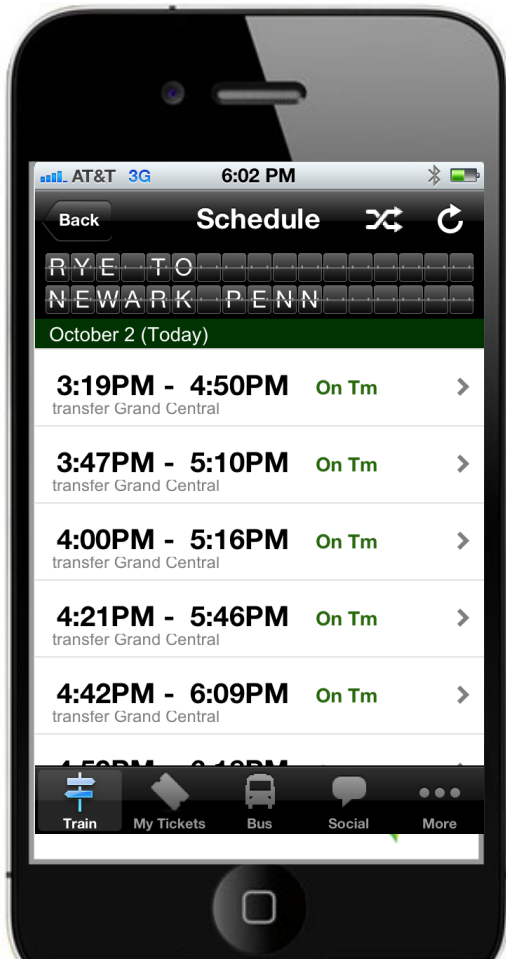 AT&T 3G 6:02 PM
Back Schedule
RYE TO
NEWARK PENN
October 2 (Today)
3:19PM - 4:50PM On Tm
transfer Grand Central
3:47PM - 5:10PM On Tm
transfer Grand Central
4:00PM - 5:16PM On Tm
transfer Grand Central
4:21PM - 5:46PM On Tm
transfer Grand Central
4:42PM - 6:09PM On Tm
transfer Grand Central
Train My Tickets Bus Social More